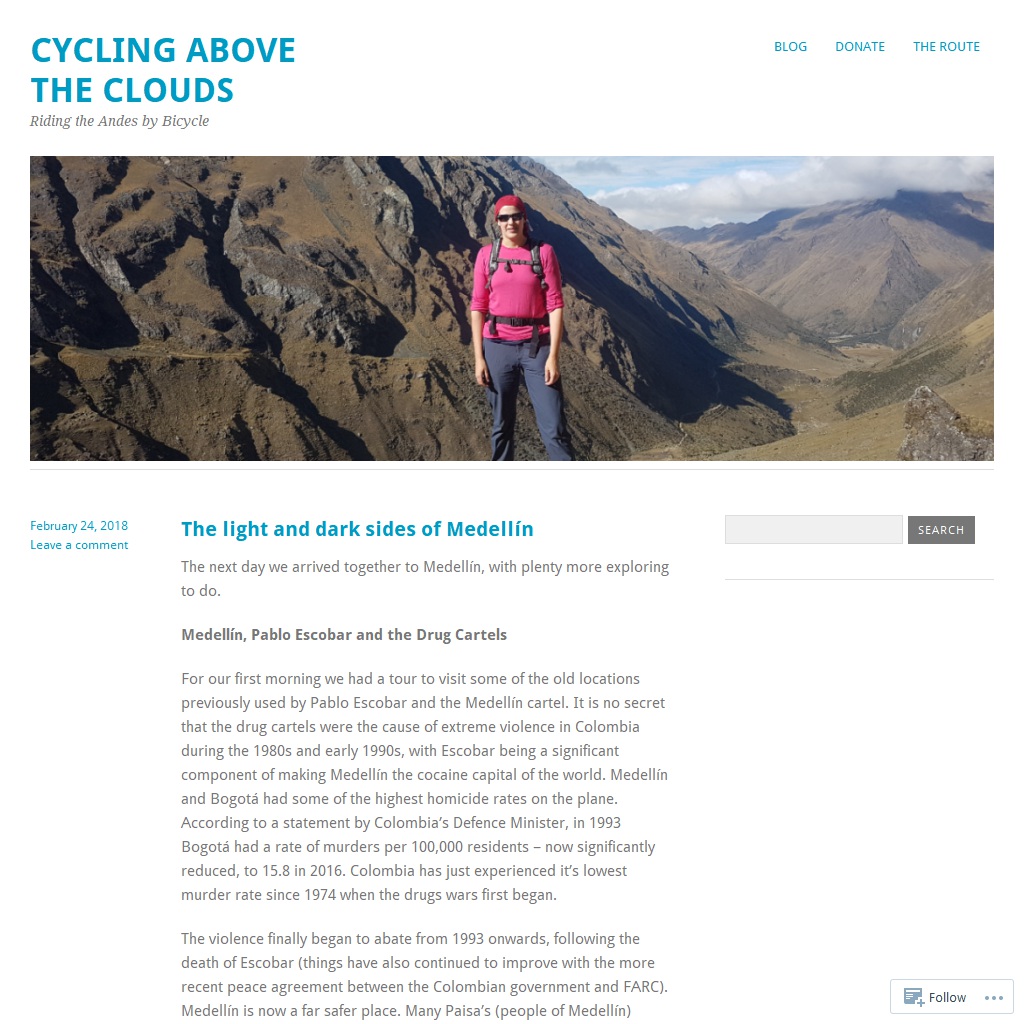 CYCLING ABOVE
THE CLOUDS
Riding the Andes by Bicycle
BLOG
DONATE
THE ROUTE
February 24, 2018
Leave a comment
The light and dark sides of Medellín
The next day we arrived together to Medellín, with plenty more exploring
to do.
Medellín, Pablo Escobar and the Drug Cartels
For our first morning we had a tour to visit some of the old locations
previously used by Pablo Escobar and the Medellín cartel. It is no secret
that the drug cartels were the cause of extreme violence in Colombia
during the 1980s and early 1990s, with Escobar being a significant
component of making Medellín the cocaine capital of the world. Medellín
and Bogotá had some of the highest homicide rates on the plane.
According to a statement by Colombia’s Defence Minister, in 1993
Bogotá had a rate of murders per 100,000 residents – now significantly
reduced, to 15.8 in 2016. Colombia has just experienced it’s lowest
murder rate since 1974 when the drugs wars first began.
The violence finally began to abate from 1993 onwards, following the
death of Escobar (things have also continued to improve with the more
recent peace agreement between the Colombian government and FARC).
Medellín is now a far safer place. Many Paisa’s (people of Medellín)
SEARCH
Follow